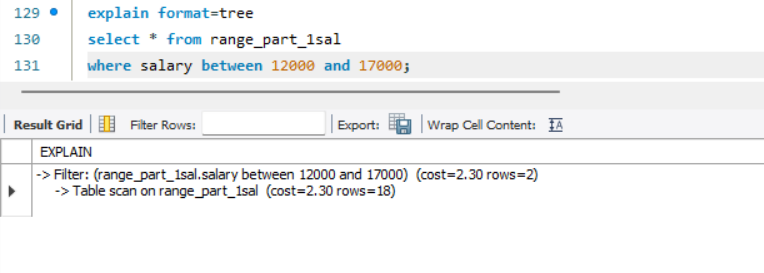 129 explain format=tree
130 select * from range_part_1sal
131 where salary between 12000 and 17000;
Result Grid Filter Rows: Export: Wrap Cell Content: IA
EXPLAIN
-> Filter: (range_part_1sal.salary between 12000 and 17000) (cost=2.30 rows=2)
-> Table scan on range_part_1sal (cost=2.30 rows=18)